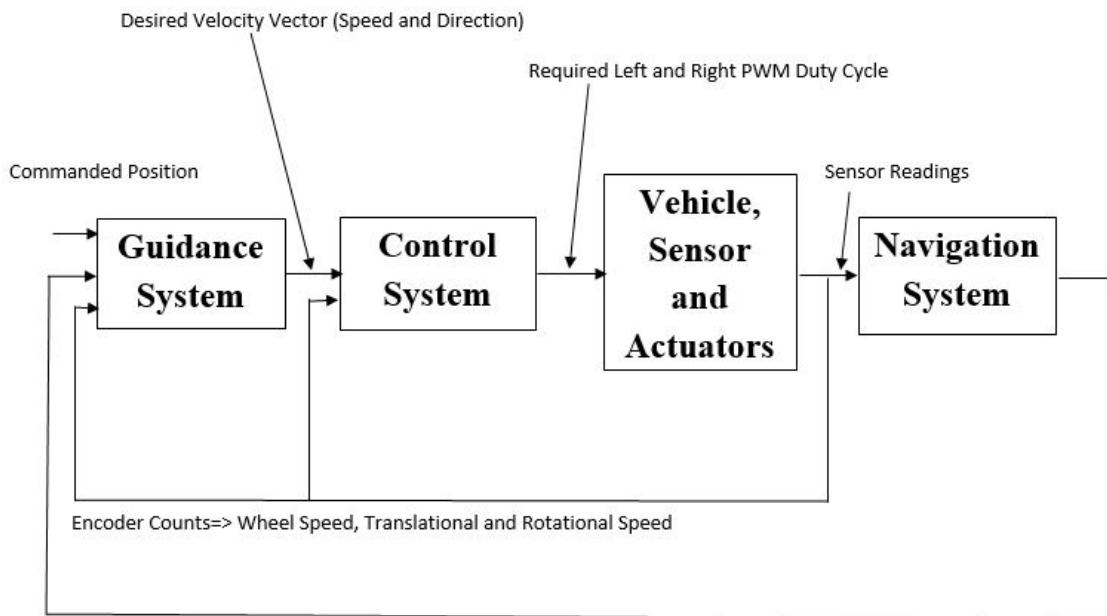 Desired Velocity Vector (Speed and Direction)
Required Left and Right PWM Duty Cycle
Commanded Position
Sensor Readings
Guidance
System
Control
System
Vehicle,
Sensor
and
Actuators
Navigation
System
Encoder Counts=> Wheel Speed, Translational and Rotational Speed